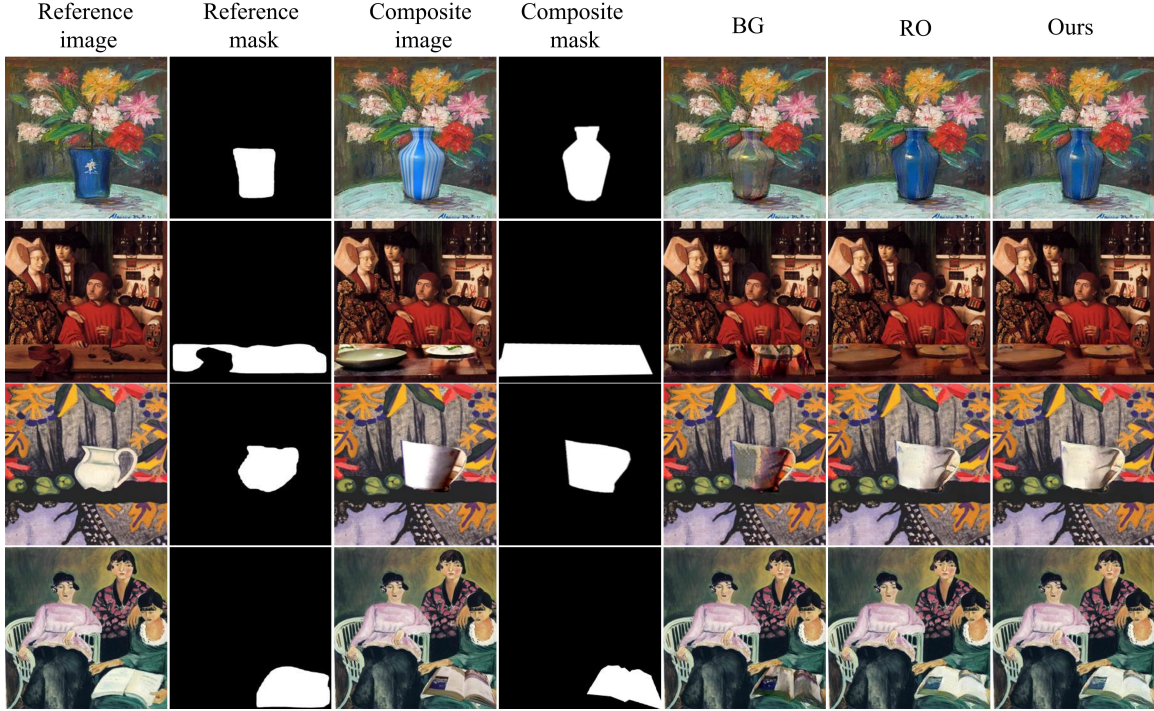 Reference
image
Reference
mask
Composite
image
Composite
mask
BG
RO
Ours